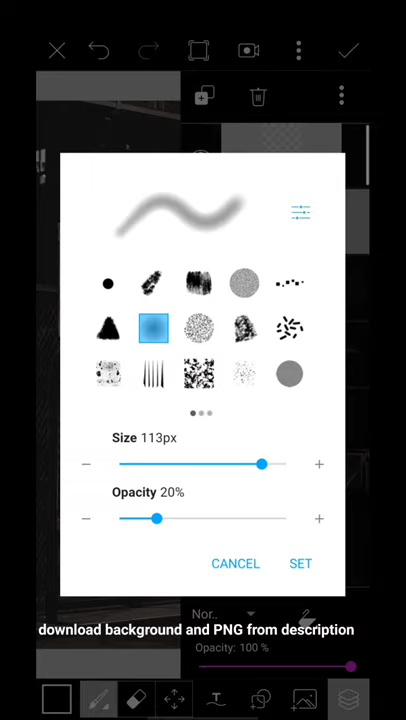 Size 113px
Opacity 20%
CANCEL SET
Nor..
download background and PNG from description
Opacity: 100 %